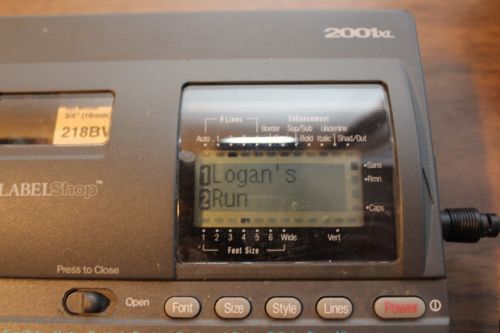 2001XL
3/4" (18mm)
218BV
LABELShop™
# Lines
Enhancement
Border Sup/Sub Underline
Auto 1
Bold Italic Shad/Out
1 Logan's
2 Run
Sans
Rmn.
Caps
1 2 3 4 5 6 Wide Vert
Font Size
Press to Close
Open Font Size Style Lines Power